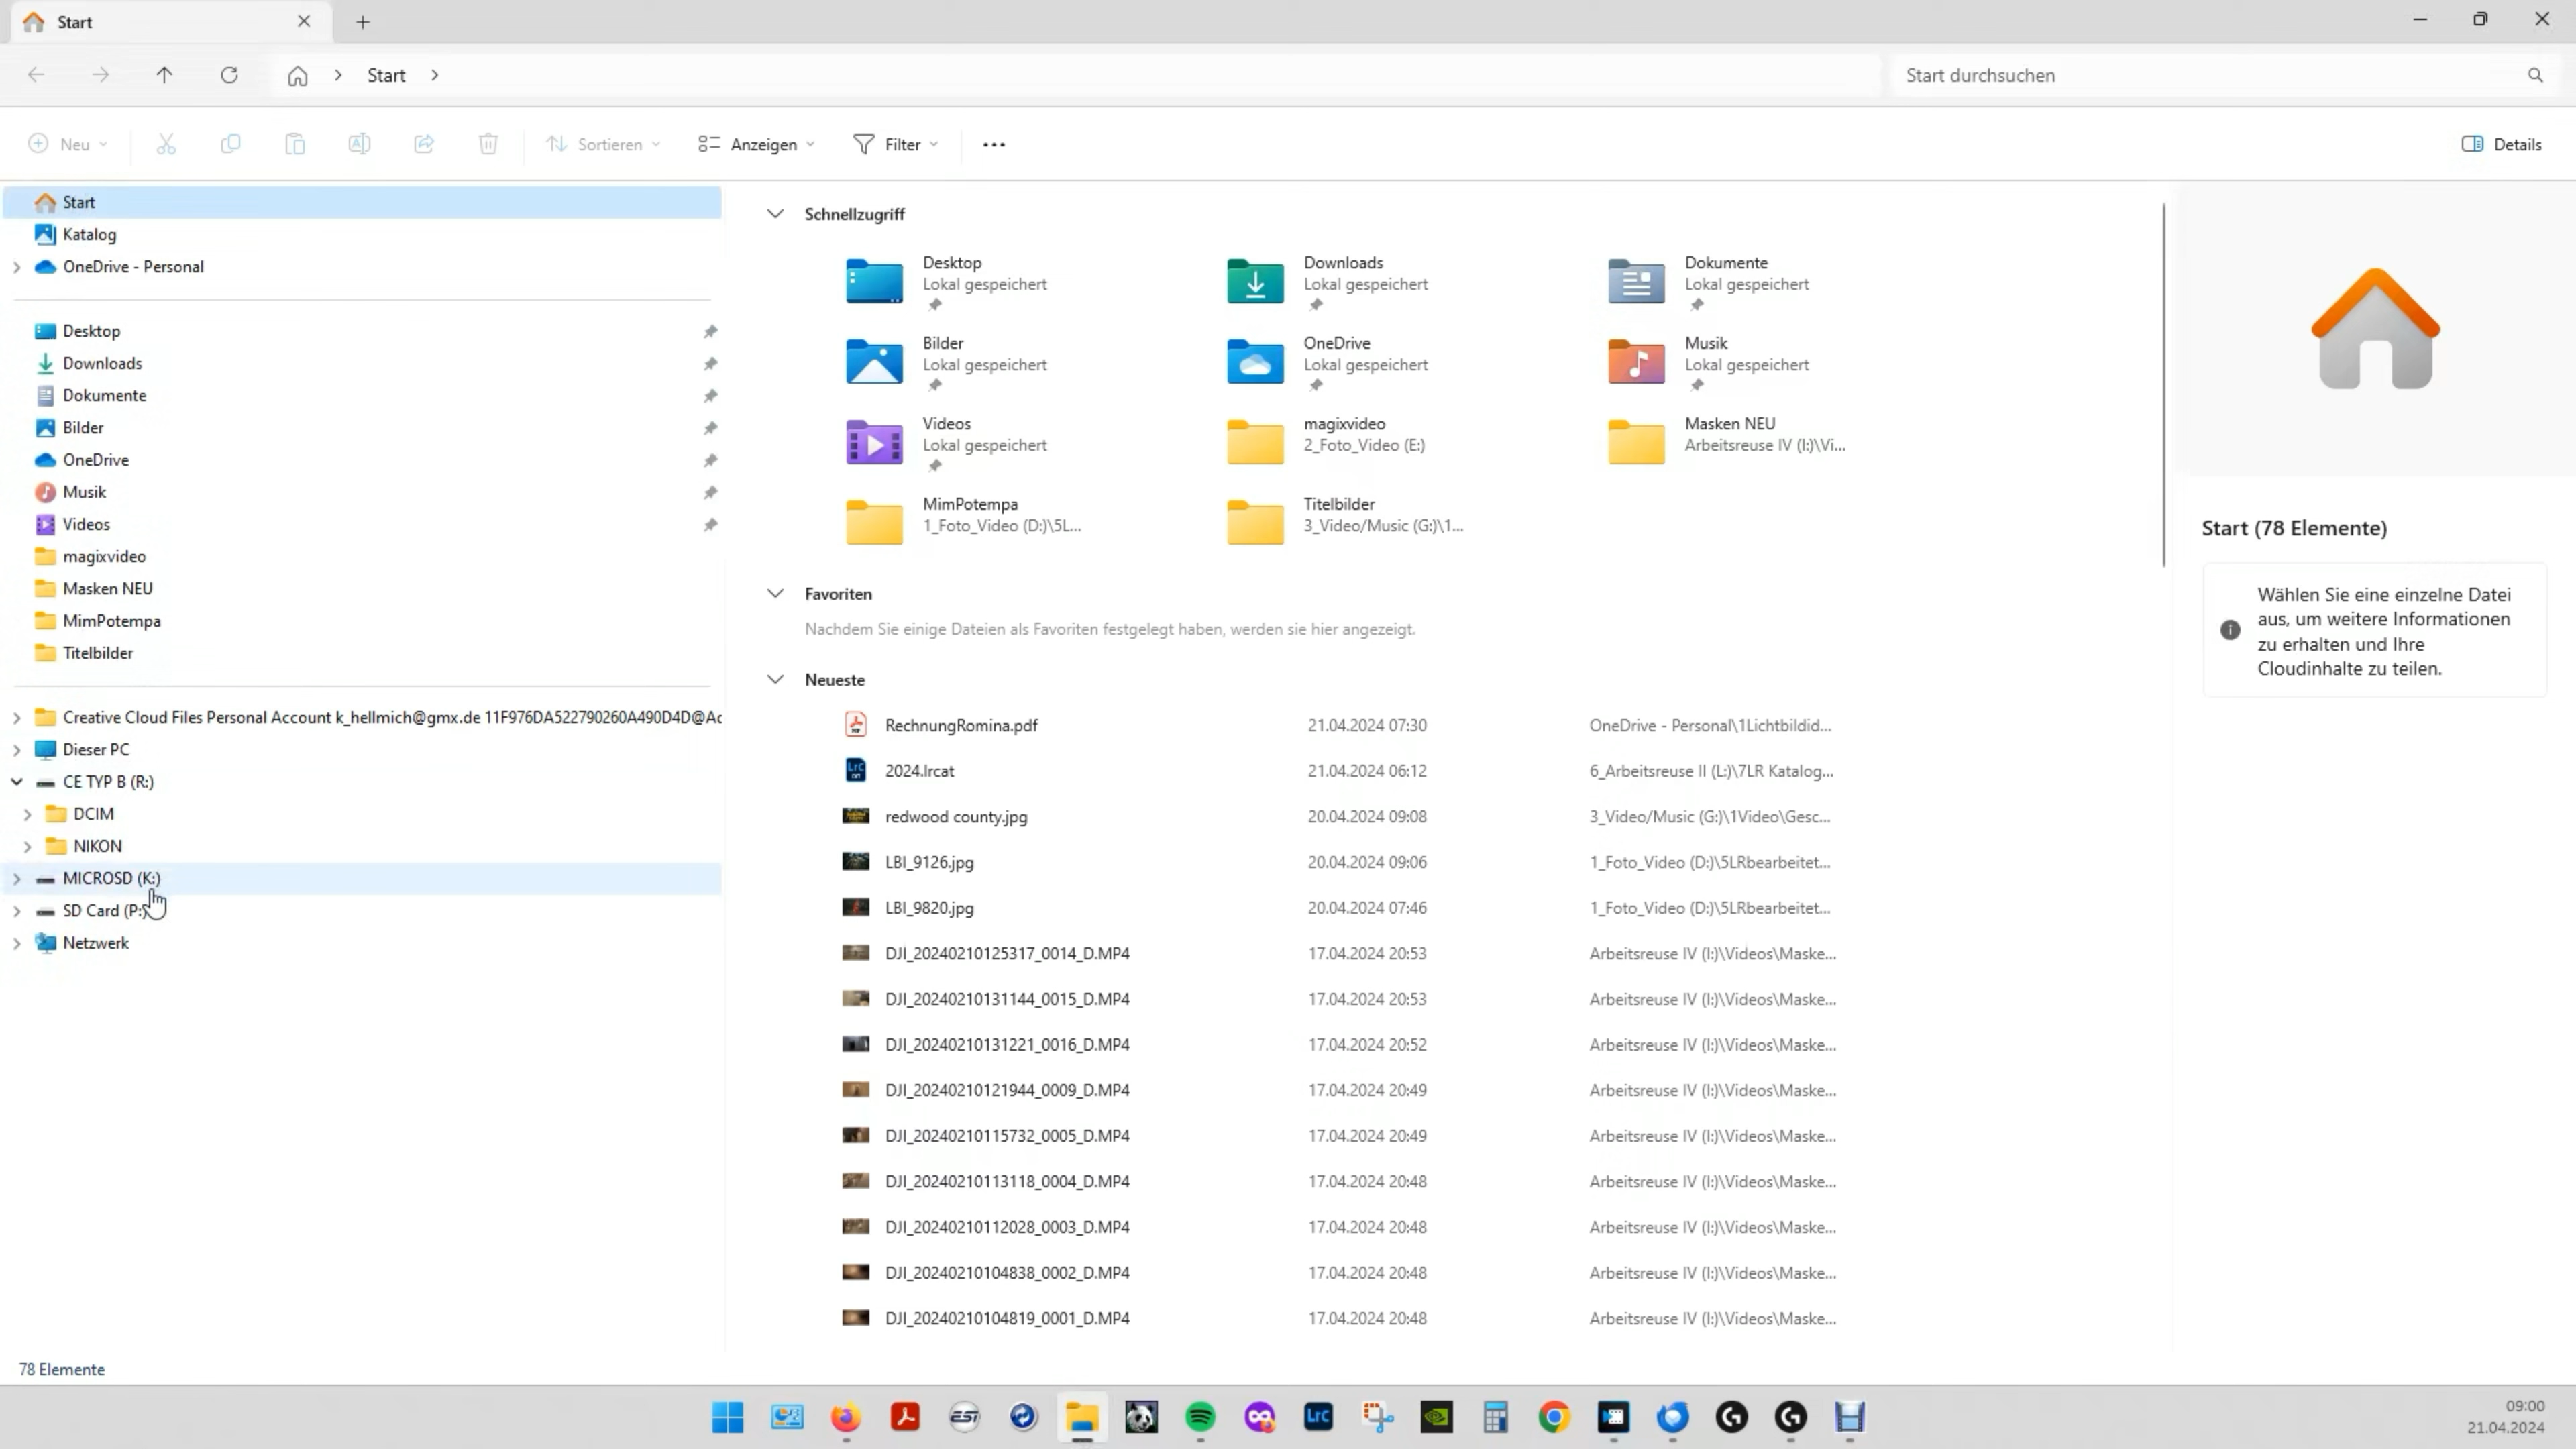 Start
Start
Start durchsuchen
Neu
Sortieren
Anzeigen
Filter
Details
Start
Katalog
OneDrive - Personal
Desktop
Downloads
Dokumente
Bilder
OneDrive
Musik
Videos
magixvideo
Masken NEU
MimPotempa
Titelbilder
Creative Cloud Files Personal Account k_hellmich@gmx.de 11F976DA522790260A490D4D@Ad
Dieser PC
CE TYP B (R:)
DCIM
NIKON
MICROSD (K:)
SD Card (P:)
Netzwerk
Schnellzugriff
Desktop
Lokal gespeichert
Downloads
Lokal gespeichert
Dokumente
Lokal gespeichert
Bilder
Lokal gespeichert
OneDrive
Lokal gespeichert
Musik
Lokal gespeichert
Videos
Lokal gespeichert
magixvideo
2_Foto_Video (E:)
Masken NEU
Arbeitsreuse IV (I:)\Vi...
MimPotempa
1_Foto_Video (D:)\5L...
Titelbilder
3_Video/Music (G:)\1...
Favoriten
Nachdem Sie einige Dateien als Favoriten festgelegt haben, werden sie hier angezeigt.
Neueste
RechnungRomina.pdf 21.04.2024 07:30 OneDrive - Personal\1Lichtbildid...
2024.lrcat 21.04.2024 06:12 6_Arbeitsreuse II (L:)\7LR Katalog...
redwood county.jpg 20.04.2024 09:08 3_Video/Music (G:)\1Video\Gesc...
LBI_9126.jpg 20.04.2024 09:06 1_Foto_Video (D:)\5LRbearbeitet...
LBI_9820.jpg 20.04.2024 07:46 1_Foto_Video (D:)\5LRbearbeitet...
DJI_20240210125317_0014_D.MP4 17.04.2024 20:53 Arbeitsreuse IV (I:)\Videos\Maske...
DJI_20240210131144_0015_D.MP4 17.04.2024 20:53 Arbeitsreuse IV (I:)\Videos\Maske...
DJI_20240210131221_0016_D.MP4 17.04.2024 20:52 Arbeitsreuse IV (I:)\Videos\Maske...
DJI_20240210121944_0009_D.MP4 17.04.2024 20:49 Arbeitsreuse IV (I:)\Videos\Maske...
DJI_20240210115732_0005_D.MP4 17.04.2024 20:49 Arbeitsreuse IV (I:)\Videos\Maske...
DJI_20240210113118_0004_D.MP4 17.04.2024 20:48 Arbeitsreuse IV (I:)\Videos\Maske...
DJI_20240210112028_0003_D.MP4 17.04.2024 20:48 Arbeitsreuse IV (I:)\Videos\Maske...
DJI_20240210104838_0002_D.MP4 17.04.2024 20:48 Arbeitsreuse IV (I:)\Videos\Maske...
DJI_20240210104819_0001_D.MP4 17.04.2024 20:48 Arbeitsreuse IV (I:)\Videos\Maske...
Start (78 Elemente)
Wählen Sie eine einzelne Datei
aus, um weitere Informationen
zu erhalten und Ihre
Cloudinhalte zu teilen.
78 Elemente
EST
LrC
09:00
21.04.2024